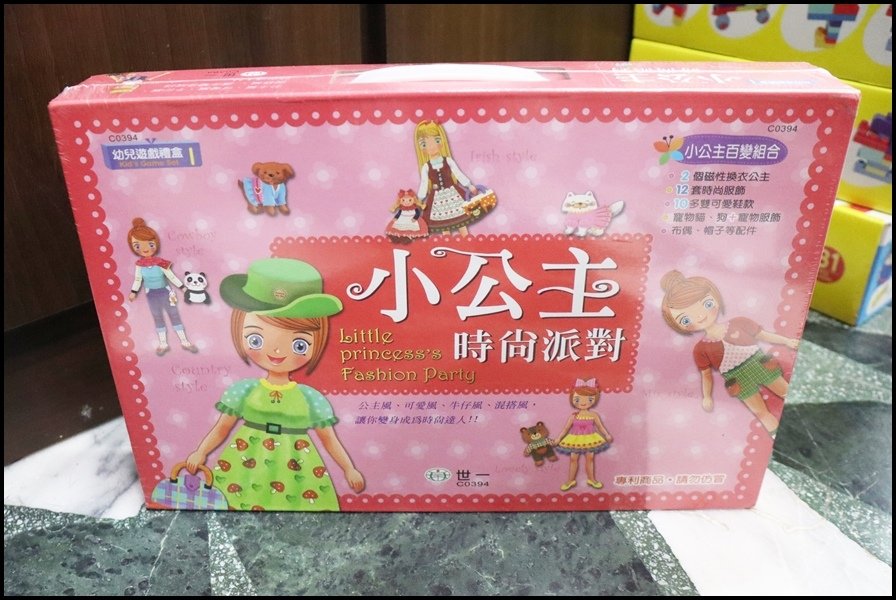 C0394
幼兒遊戲禮盒 1
Kid's Game Set
Irish style
C0394
小公主百變組合
2 個磁性換衣公主
12 套時尚服飾
10 多雙可愛鞋款
寵物貓、狗+寵物服飾
布偶、帽子等配件
Cowboy
style
小公主
Little
princess's
Fashion Party
時尚派對
Country
style
公主風、可愛風、牛仔風、混搭風,
讓你變身成為時尚達人!!
世一
C0394
專利商品,請勿仿冒